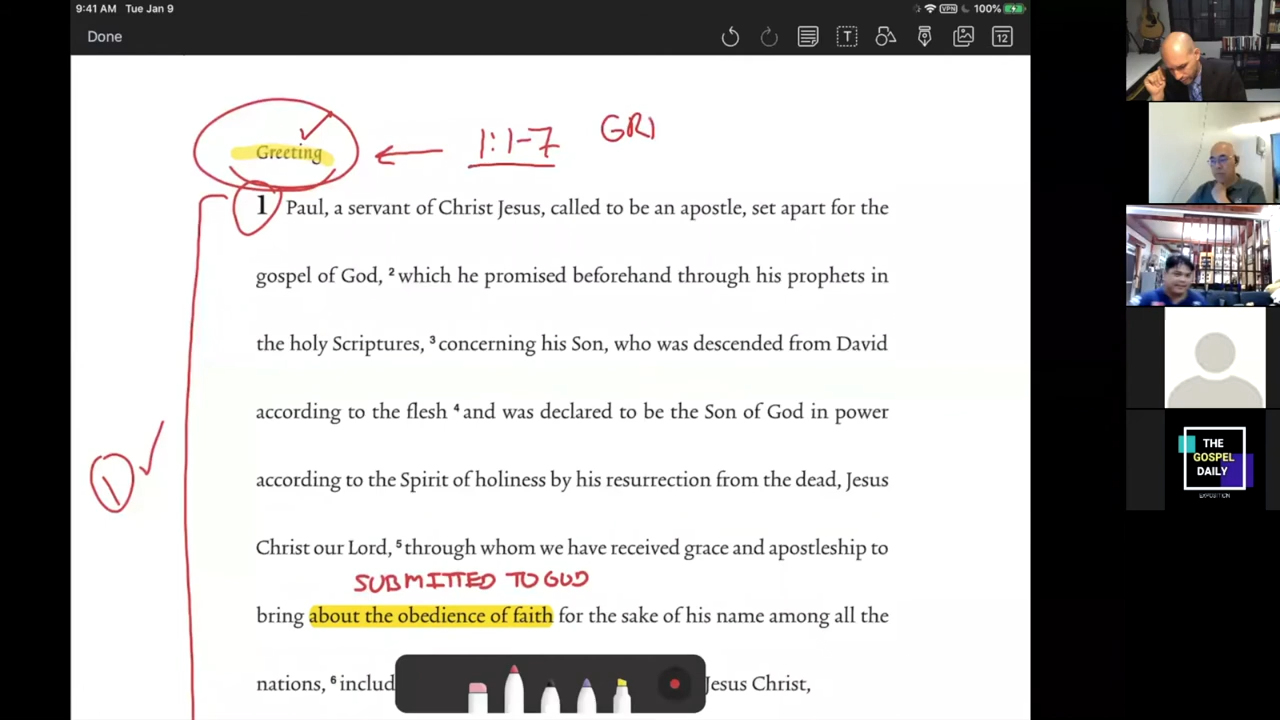 9:41 AM Tue Jan 9
VPN 100%
Done
T
12
Greeting
1:1-7 GRI
1 Paul, a servant of Christ Jesus, called to be an apostle, set apart for the
gospel of God, 2 which he promised beforehand through his prophets in
the holy Scriptures, 3 concerning his Son, who was descended from David
according to the flesh 4 and was declared to be the Son of God in power
1
according to the Spirit of holiness by his resurrection from the dead, Jesus
Christ our Lord, 5 through whom we have received grace and apostleship to
SUBMITTED TO GOD
bring about the obedience of faith for the sake of his name among all the
nations, 6 includ
Jesus Christ,
THE
GOSPEL
DAILY
EXPOSITION